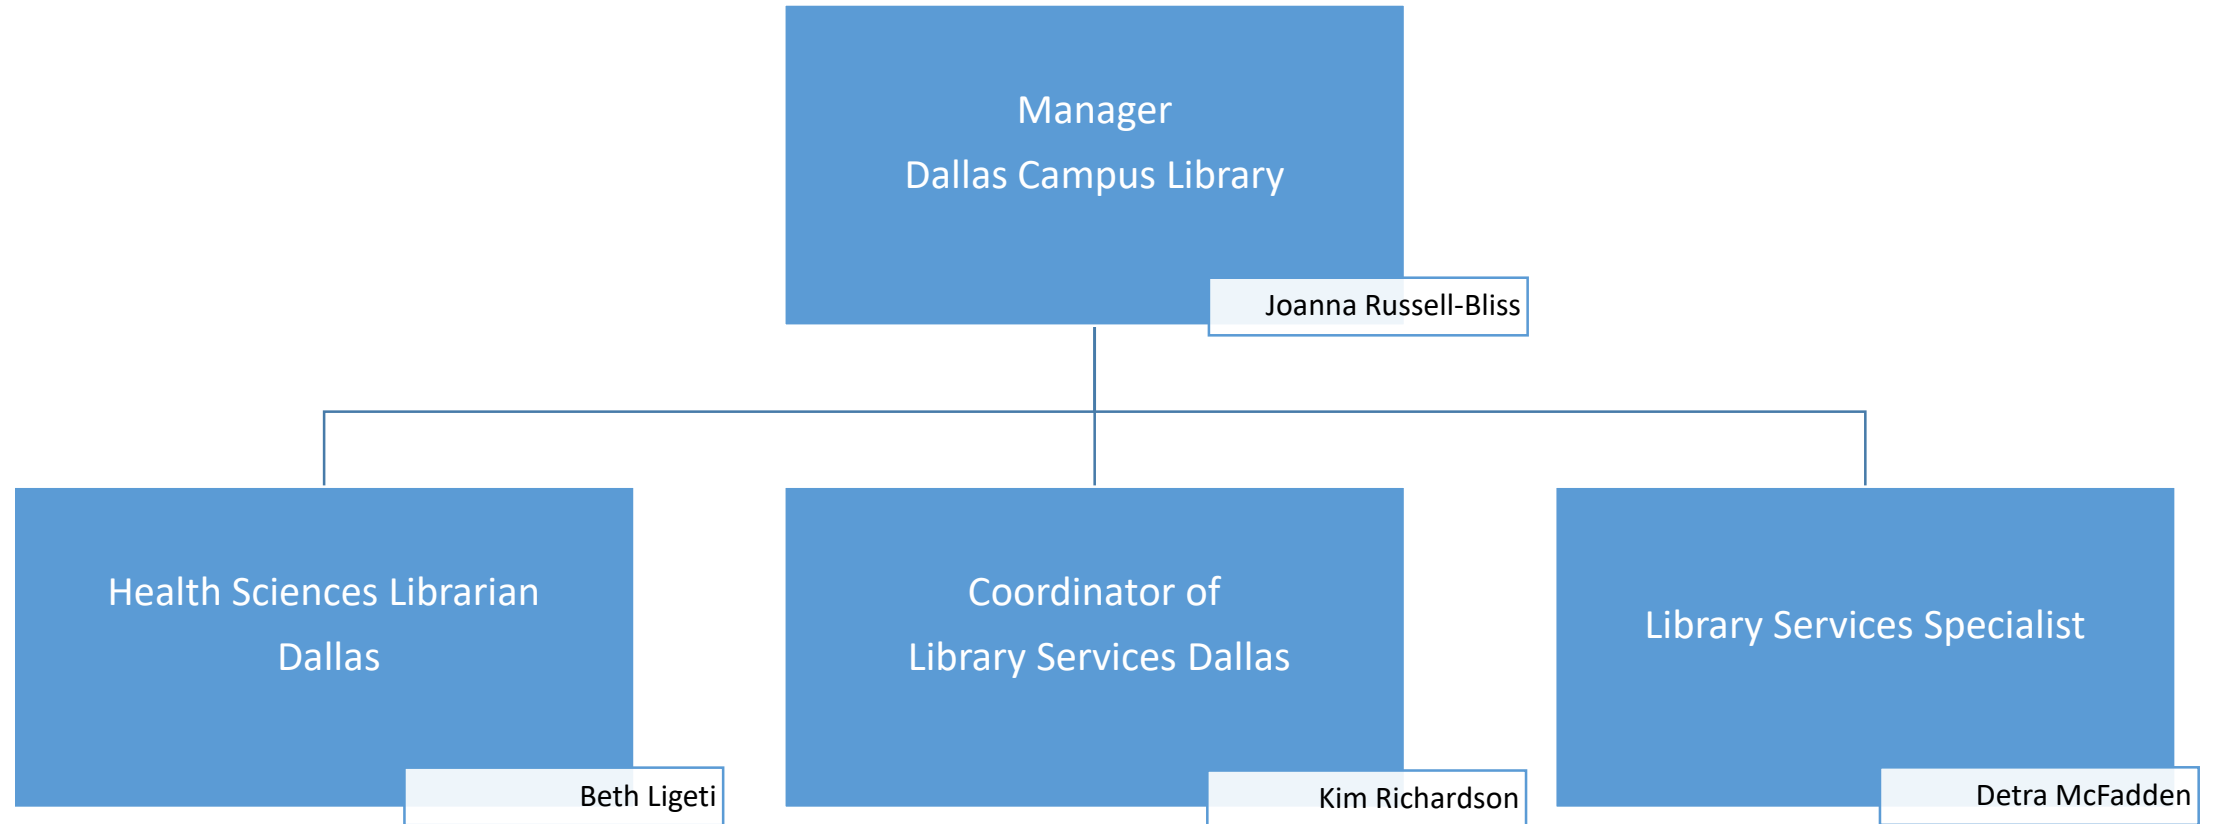 Manager
Dallas Campus Library
Joanna Russell-Bliss
Health Sciences Librarian
Dallas
Beth Ligeti
Coordinator of
Library Services Dallas
Kim Richardson
Library Services Specialist
Detra McFadden